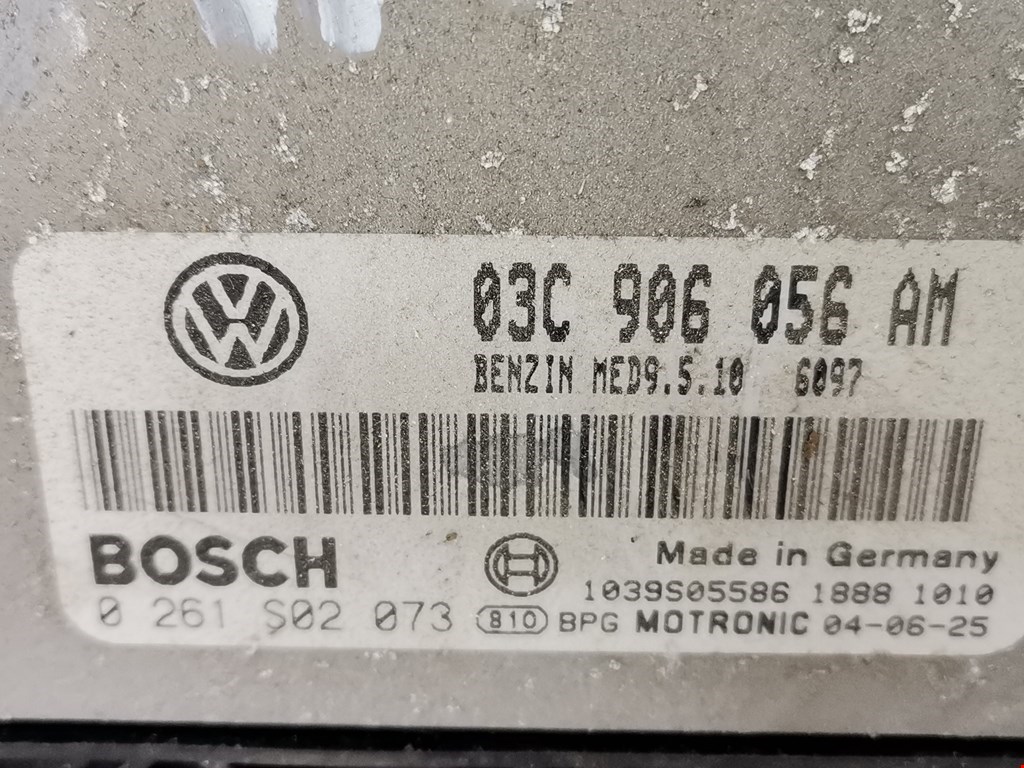 03C 906 056 AM
BENZIN MED9.5.10 6097
BOSCH
Made in Germany
1039S05586 1888 1010
0 261 S02 073 810 BPG MOTRONIC 04-06-25